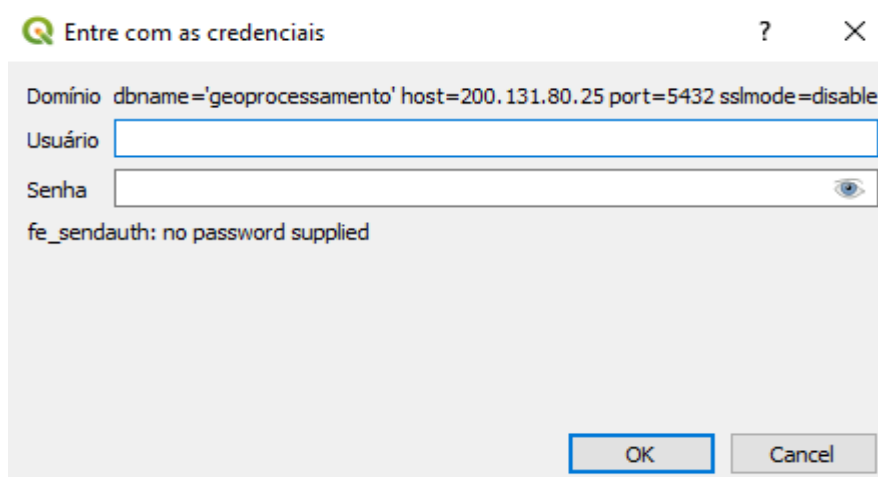 Entre com as credenciais ?
Domínio dbname='geoprocessamento' host=200.131.80.25 port=5432 sslmode=disable
Usuário
Senha
fe_sendauth: no password supplied
OK Cancel